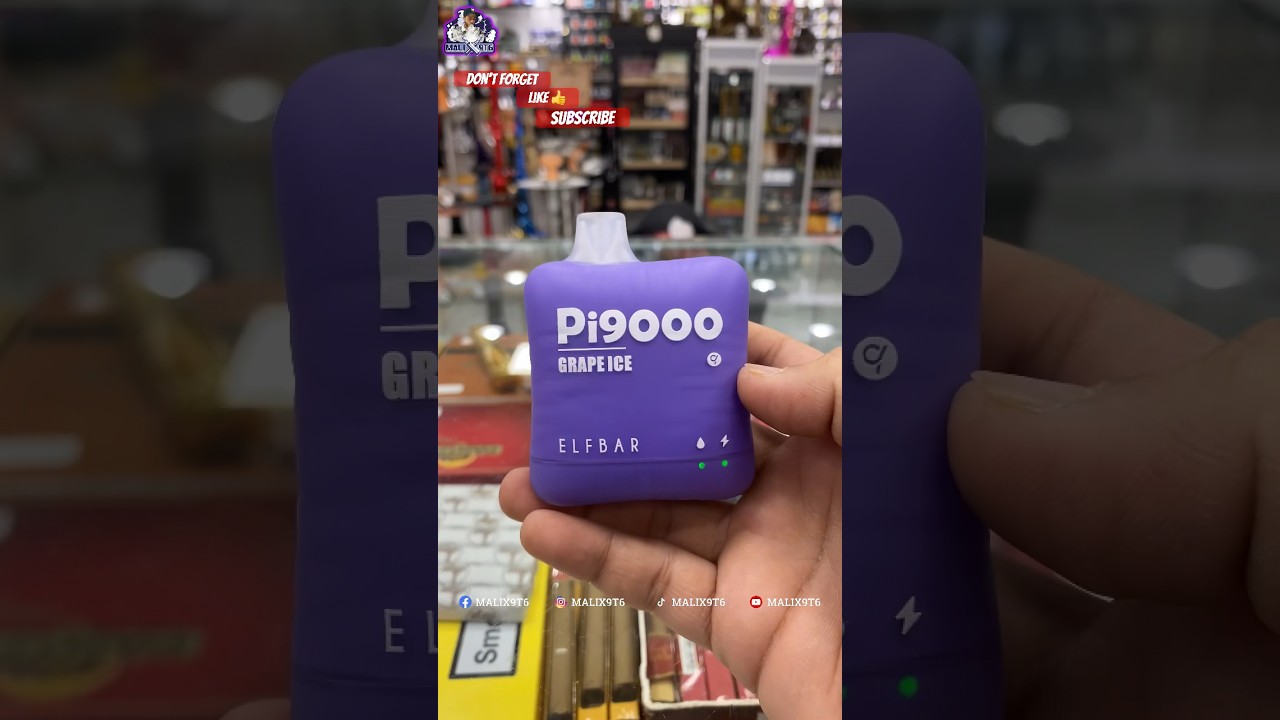 MALIX9T6
DON'T FORGET
LIKE👍
SUBSCRIBE
Pi9000
GRAPE ICE
ELFBAR
MALIX9T6 MALIX9T6 MALIX9T6 MALIX9T6